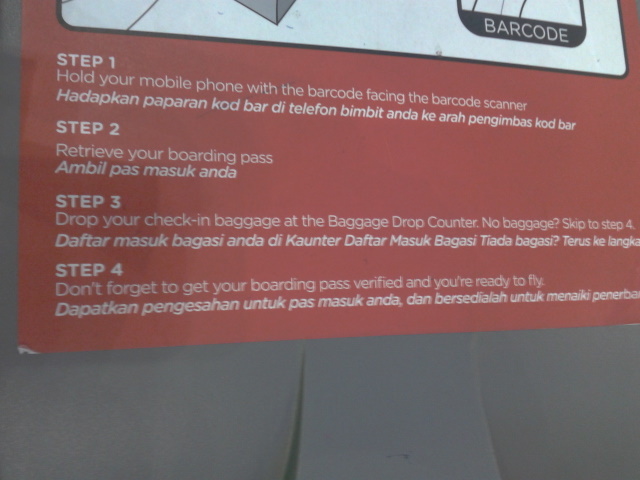 BARCODE
STEP 1
Hold your mobile phone with the barcode facing the barcode scanner
Hadapkan paparan kod bar di telefon bimbit anda ke arah pengimbas kod bar
STEP 2
Retrieve your boarding pass
Ambil pas masuk anda
STEP 3
Drop your check-in baggage at the Baggage Drop Counter. No baggage? Skip to step 4.
Daftar masuk bagasi anda di Kaunter Daftar Masuk Bagasi Tiada bagasi? Terus ke
STEP 4
Don't forget to get your boarding pass verified and you're ready to fly.
Dapatkan pengesahan untuk pas masuk anda, dan bersedialah untuk menaiki